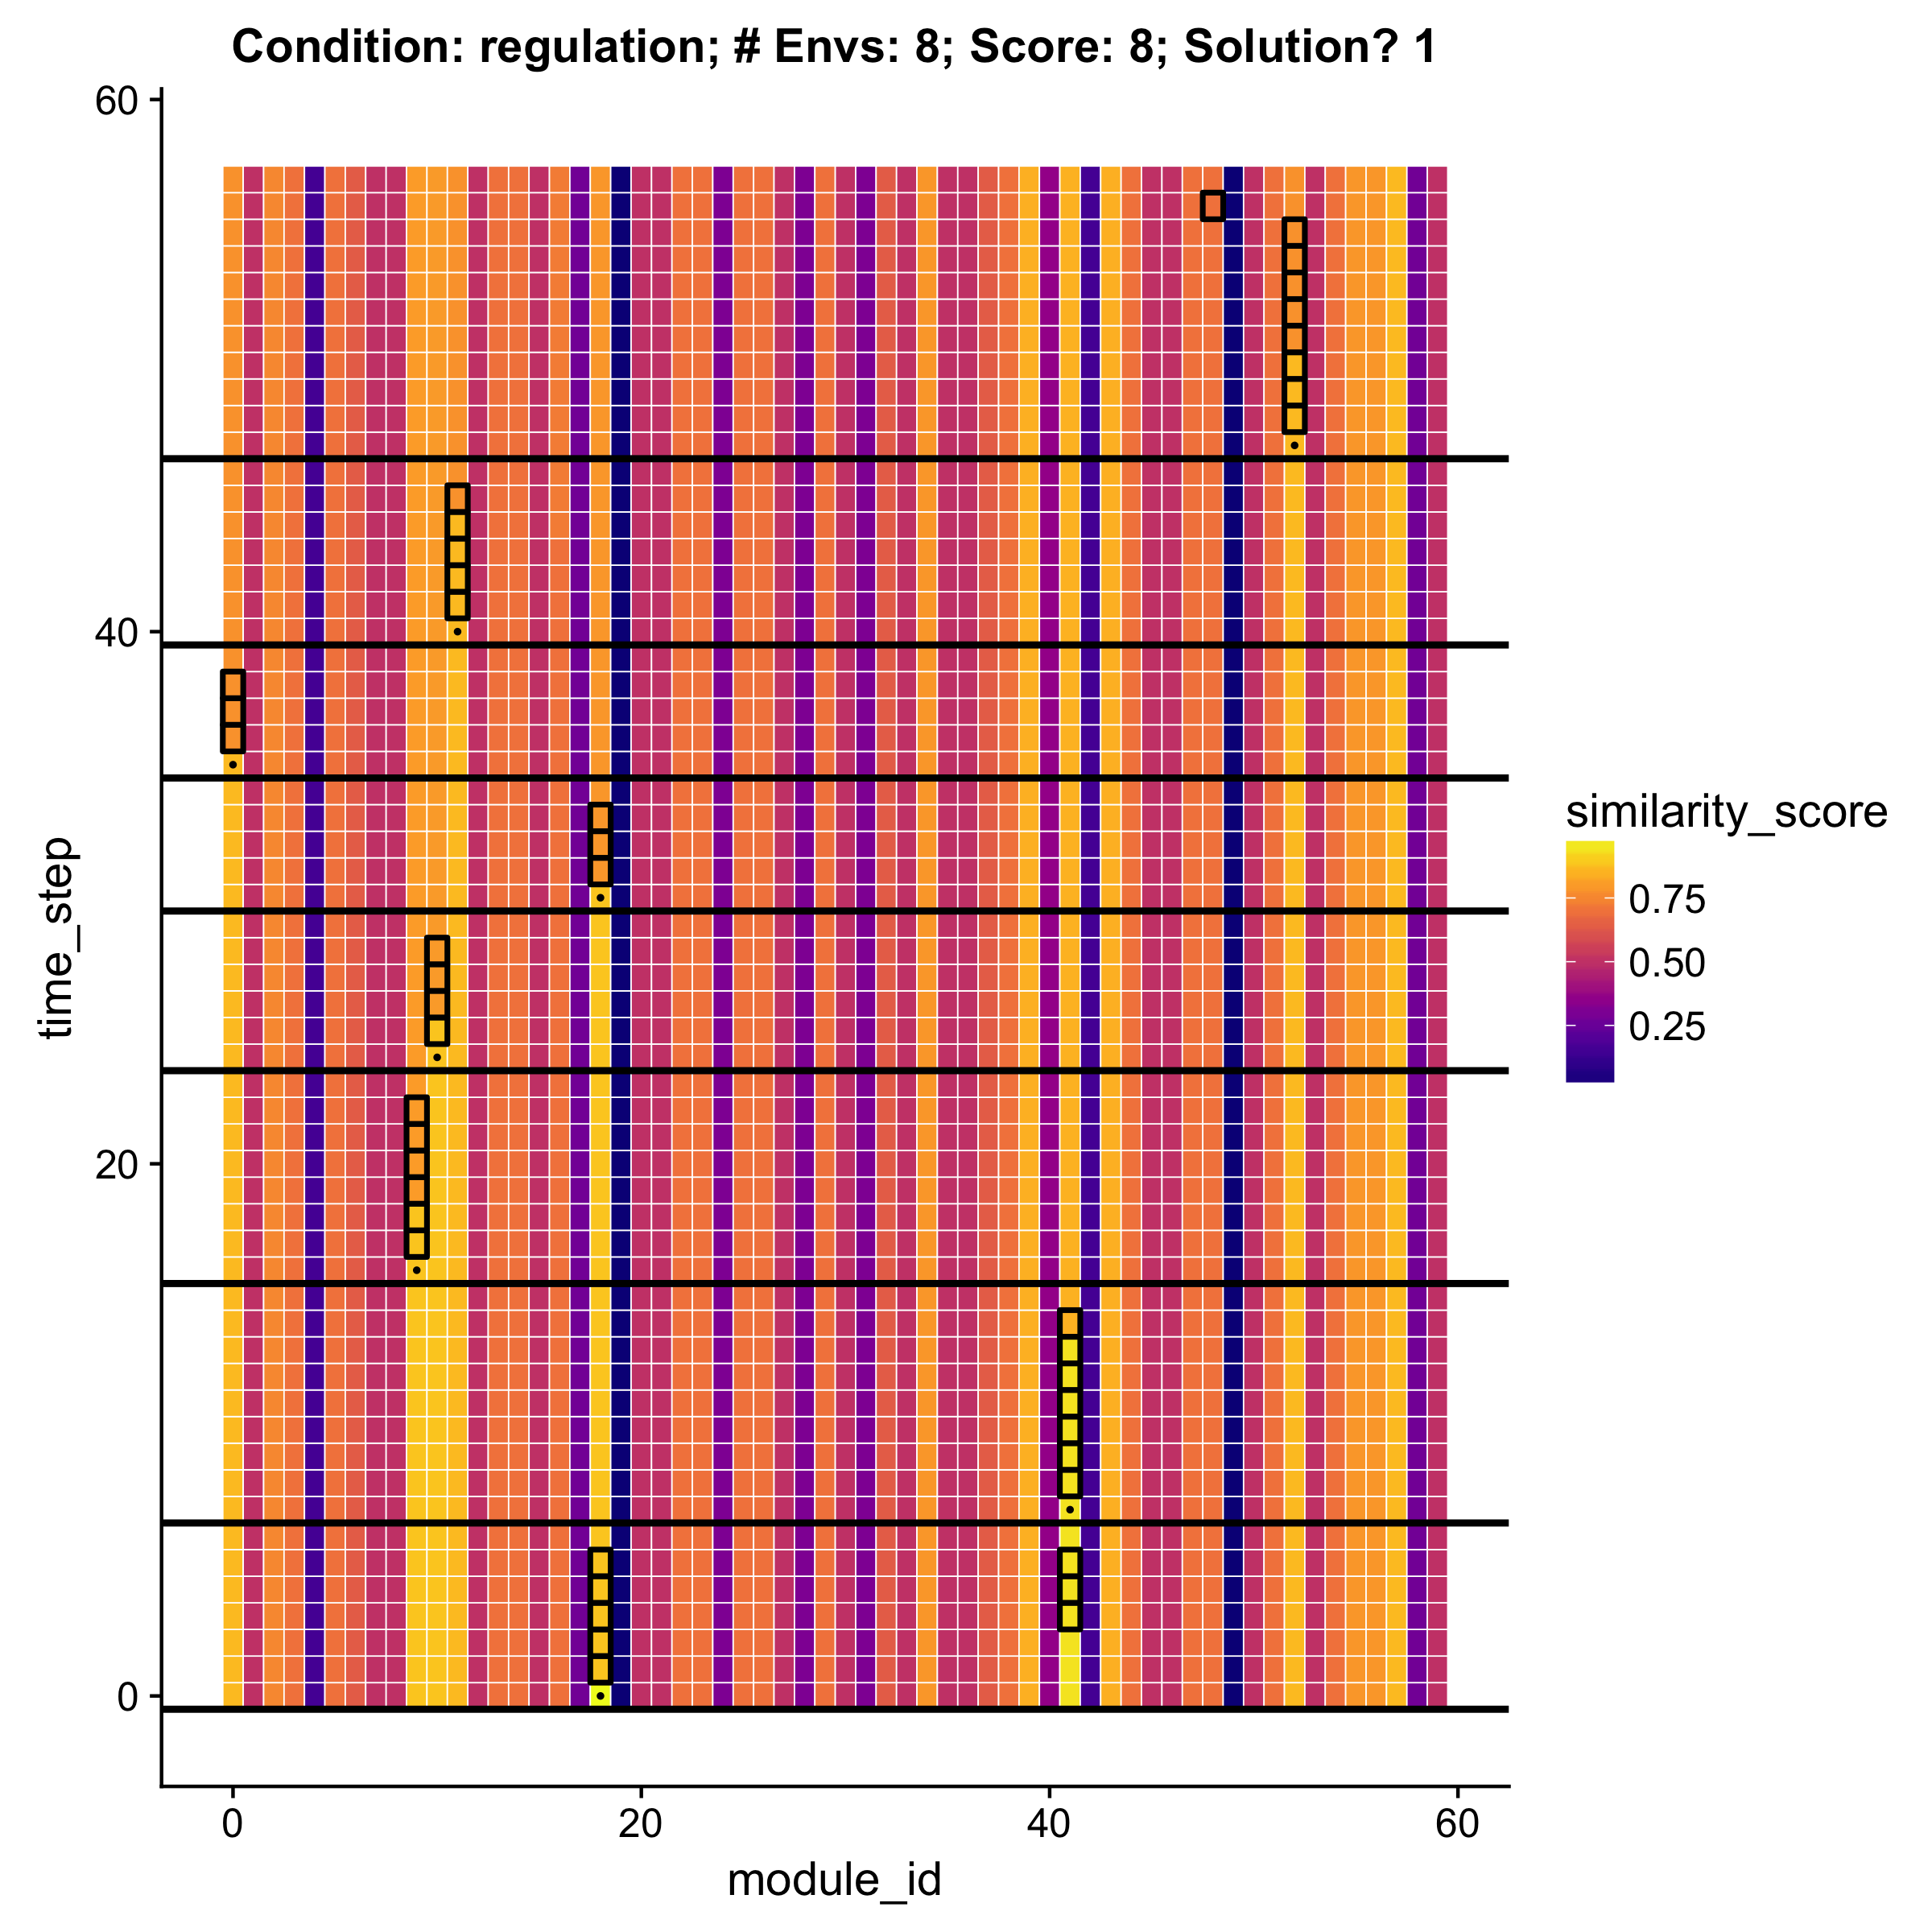 Condition: regulation; # Envs: 8; Score: 8; Solution? 1
60
40
20
0
time_step
0 20 40 60
module_id
similarity_score
0.75
0.50
0.25